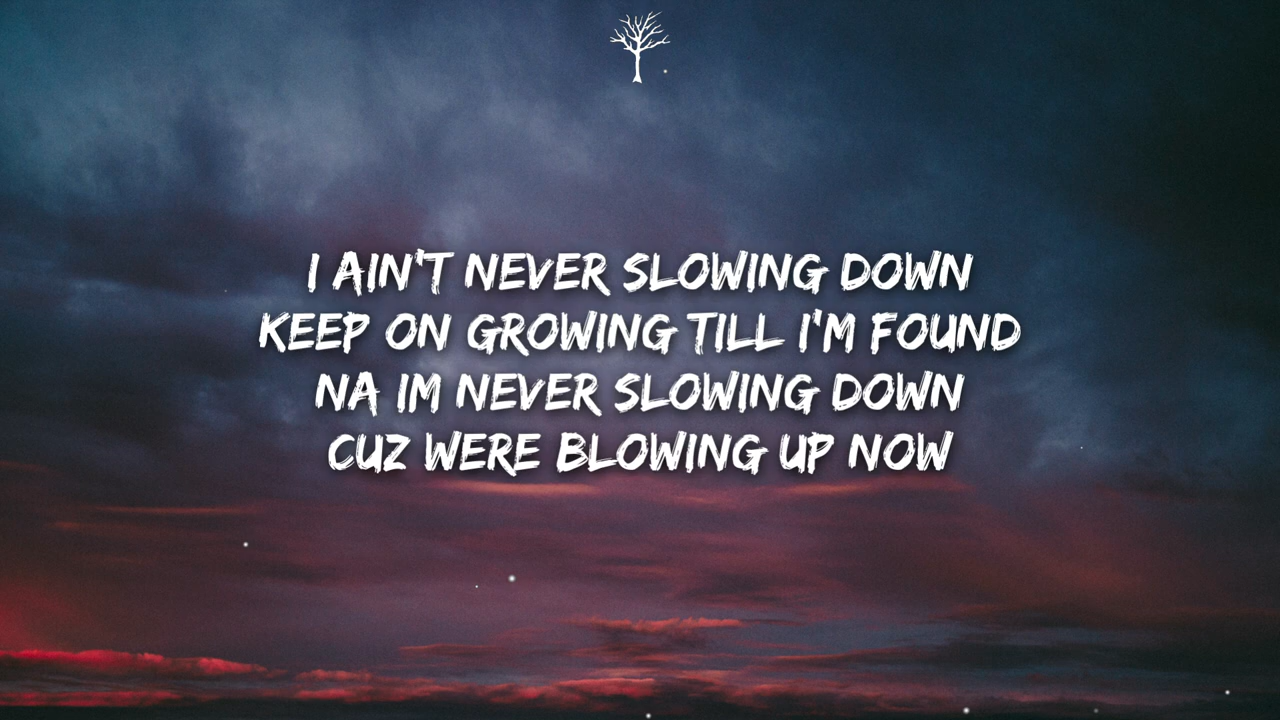 I AIN'T NEVER SLOWING DOWN
KEEP ON GROWING TILL I'M FOUND
NA IM NEVER SLOWING DOWN
CUZ WERE BLOWING UP NOW